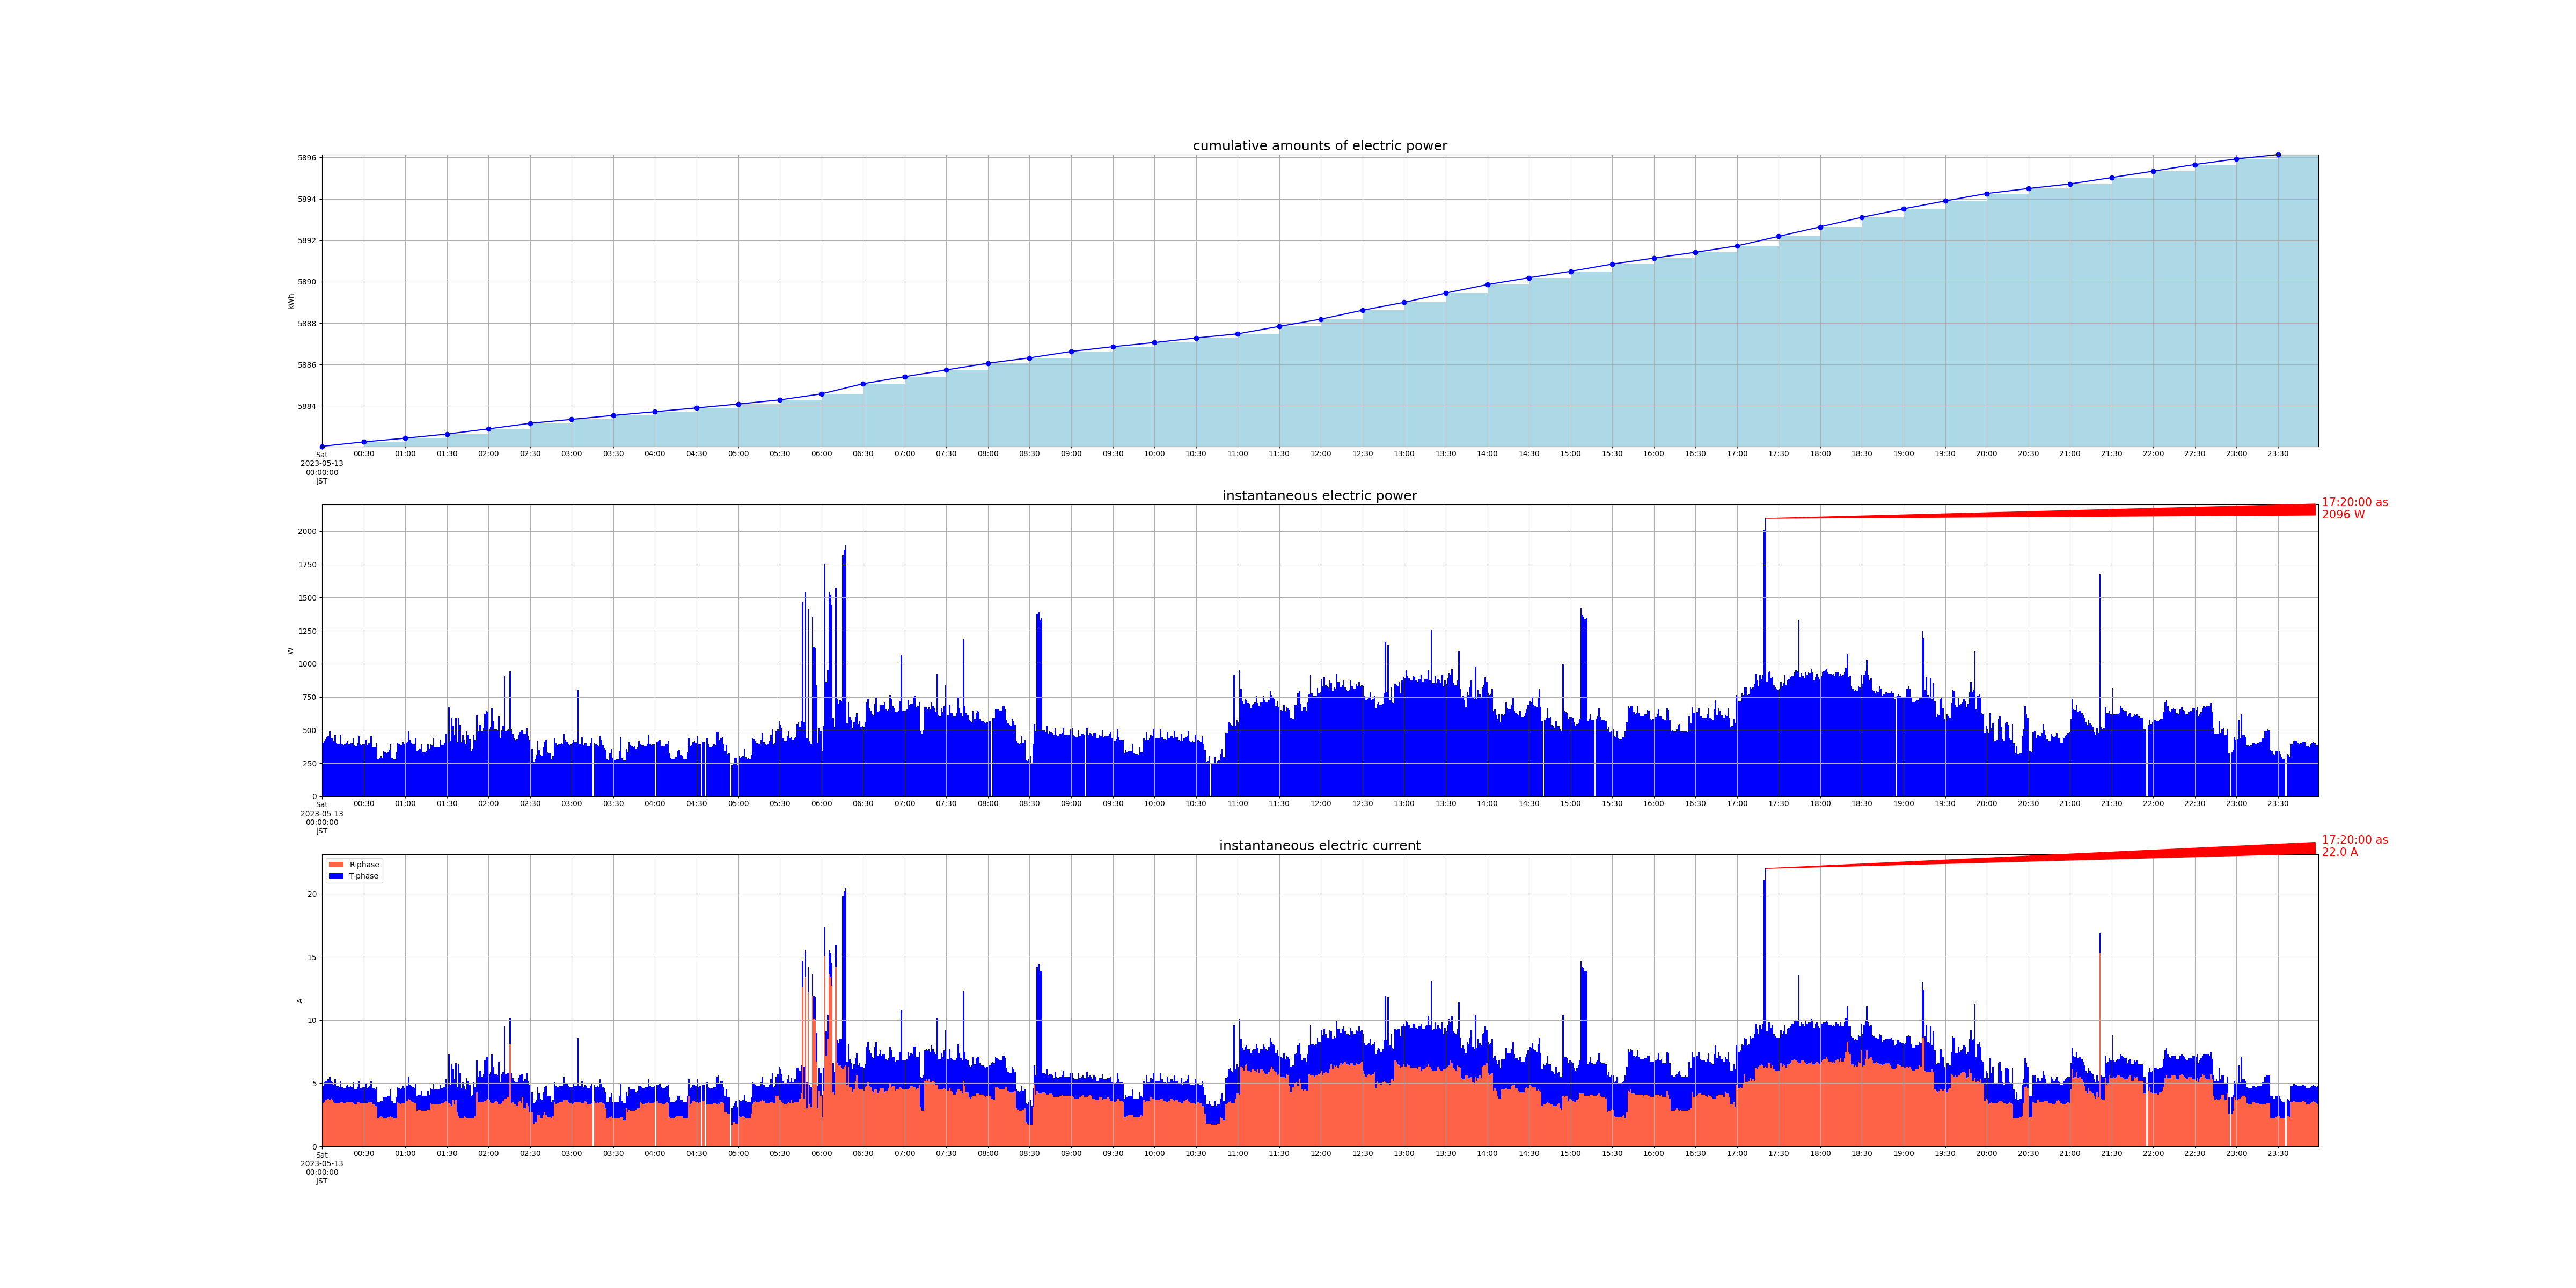 cumulative amounts of electric power
5896
5894
5892
5890
5888
5886
5884
kWh
Sat
2023-05-13
00:00:00
JST
00:30 01:00 01:30 02:00 02:30 03:00 03:30 04:00 04:30 05:00 05:30 06:00 06:30 07:00 07:30 08:00 08:30 09:00 09:30 10:00 10:30 11:00 11:30 12:00 12:30 13:00 13:30 14:00 14:30 15:00 15:30 16:00 16:30 17:00 17:30 18:00 18:30 19:00 19:30 20:00 20:30 21:00 21:30 22:00 22:30 23:00 23:30
instantaneous electric power
17:20:00 as
2096 W
2000
1750
1500
1250
1000
750
500
250
0
W
Sat
2023-05-13
00:00:00
JST
00:30 01:00 01:30 02:00 02:30 03:00 03:30 04:00 04:30 05:00 05:30 06:00 06:30 07:00 07:30 08:00 08:30 09:00 09:30 10:00 10:30 11:00 11:30 12:00 12:30 13:00 13:30 14:00 14:30 15:00 15:30 16:00 16:30 17:00 17:30 18:00 18:30 19:00 19:30 20:00 20:30 21:00 21:30 22:00 22:30 23:00 23:30
instantaneous electric current
17:20:00 as
22.0 A
R-phase
T-phase
20
15
10
5
0
A
Sat
2023-05-13
00:00:00
JST
00:30 01:00 01:30 02:00 02:30 03:00 03:30 04:00 04:30 05:00 05:30 06:00 06:30 07:00 07:30 08:00 08:30 09:00 09:30 10:00 10:30 11:00 11:30 12:00 12:30 13:00 13:30 14:00 14:30 15:00 15:30 16:00 16:30 17:00 17:30 18:00 18:30 19:00 19:30 20:00 20:30 21:00 21:30 22:00 22:30 23:00 23:30